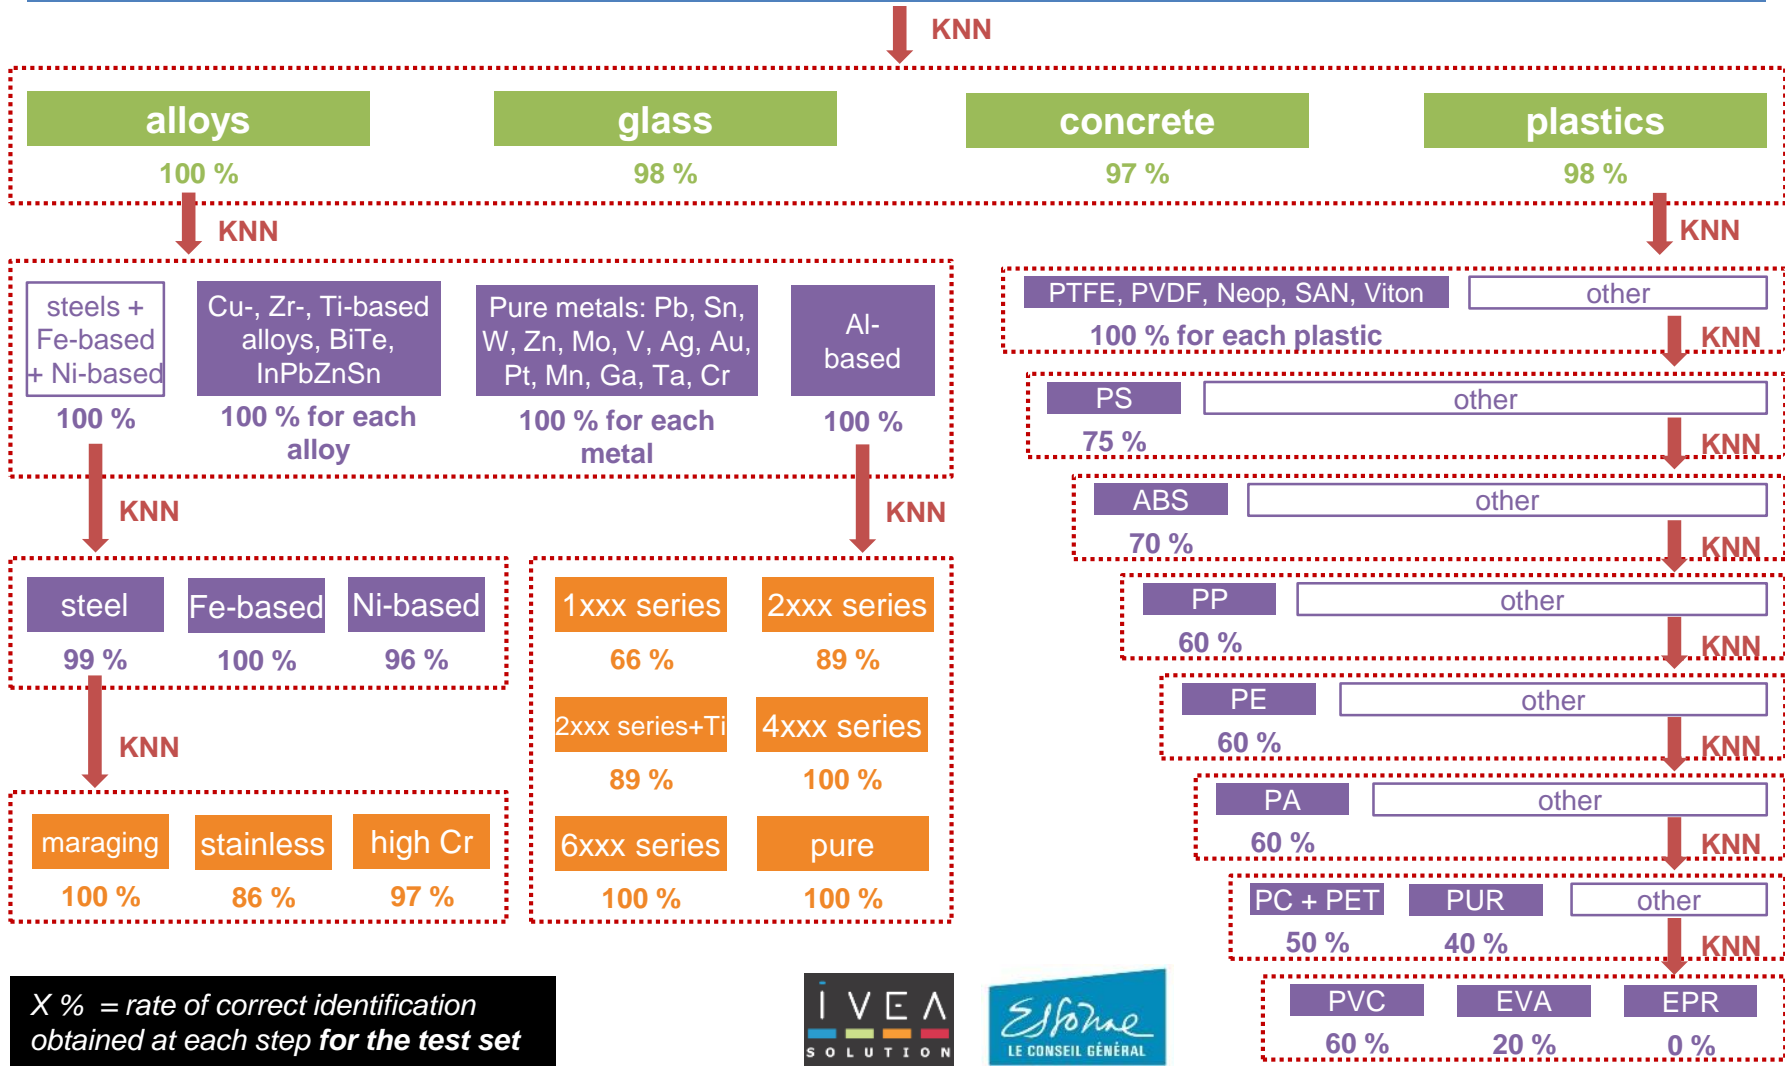 KNN
alloys
glass
concrete
plastics
100 %
98 %
97 %
98 %
KNN
KNN
steels +
Fe-based
+ Ni-based
100 %
Cu-, Zr-, Ti-based
alloys, BiTe,
InPbZnSn
100 % for each
alloy
Pure metals: Pb, Sn,
W, Zn, Mo, V, Ag, Au,
Pt, Mn, Ga, Ta, Cr
100 % for each
metal
Al-
based
100 %
PTFE, PVDF, Neop, SAN, Viton
other
100 % for each plastic
KNN
PS
other
75 %
KNN
ABS
other
70 %
KNN
PP
other
60 %
KNN
PE
other
60 %
KNN
PA
other
60 %
KNN
PC + PET
PUR
other
50 %
40 %
KNN
PVC
EVA
EPR
60 %
20 %
0 %
KNN
KNN
steel
Fe-based
Ni-based
99 %
100 %
96 %
KNN
maraging
stainless
high Cr
100 %
86 %
97 %
1xxx series
2xxx series
66 %
89 %
2xxx series+Ti
4xxx series
89 %
100 %
6xxx series
pure
100 %
100 %
X % = rate of correct identification
obtained at each step for the test set
IVEA
SOLUTION
Essonne
LE CONSEIL GÉNÉRAL